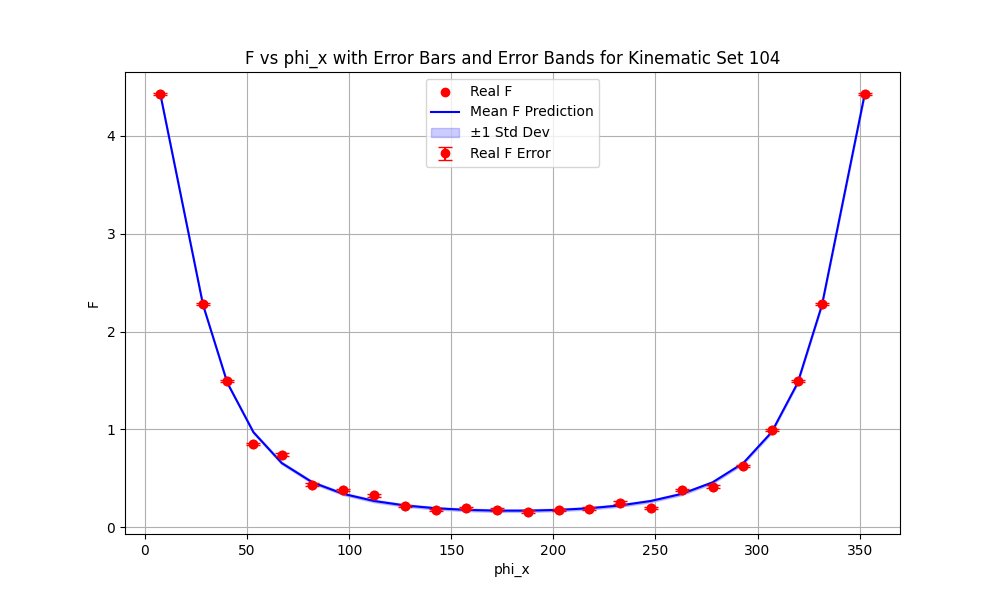 F vs phi_x with Error Bars and Error Bands for Kinematic Set 104
Real F
Mean F Prediction
±1 Std Dev
Real F Error
4
3
2
1
0
F
0 50 100 150 200 250 300 350
phi_x